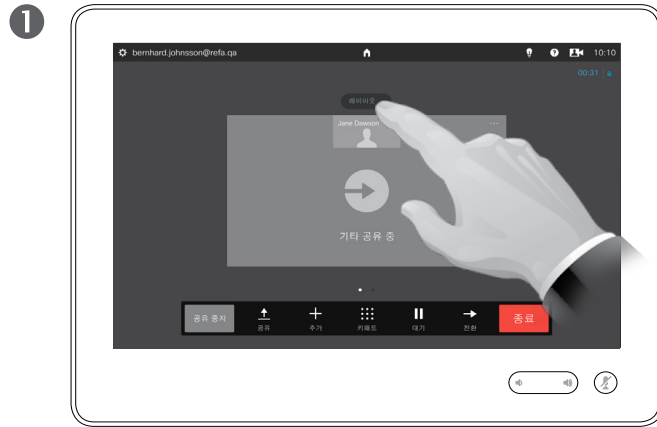 1
bernhard.johnsson@refa.qa
10:10
00:31
레이아웃
Jane Dawson
기타 공유 중
공유 중지
공유
추가
키패드
대기
전환
종료